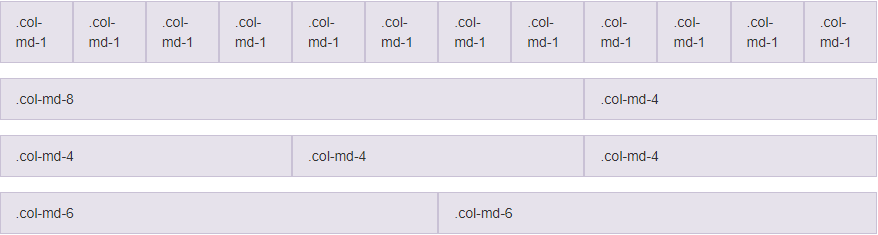 .col- .col- .col- .col- .col- .col- .col- .col- .col- .col- .col- .col-
md-1 md-1 md-1 md-1 md-1 md-1 md-1 md-1 md-1 md-1 md-1 md-1
.col-md-8 .col-md-4
.col-md-4 .col-md-4 .col-md-4
.col-md-6 .col-md-6